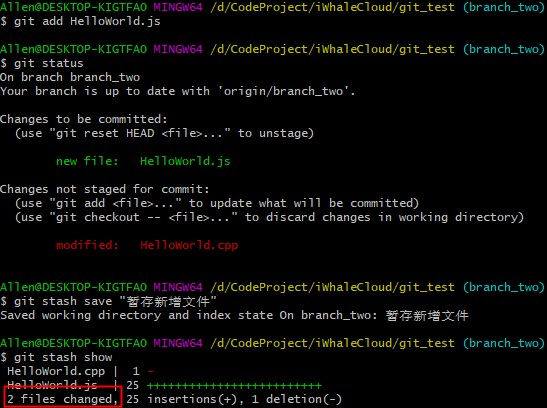 Allen@DESKTOP-KIGTFAO MINGW64 /d/CodeProject/iWhaleCloud/git_test (branch_two)
$ git add HelloWorld.js
Allen@DESKTOP-KIGTFAO MINGW64 /d/CodeProject/iWhaleCloud/git_test (branch_two)
$ git status
On branch branch_two
Your branch is up to date with 'origin/branch_two'.
Changes to be committed:
(use "git reset HEAD <file>..." to unstage)
new file: HelloWorld.js
Changes not staged for commit:
(use "git add <file>..." to update what will be committed)
(use "git checkout -- <file>..." to discard changes in working directory)
modified: HelloWorld.cpp
Allen@DESKTOP-KIGTFAO MINGW64 /d/CodeProject/iWhaleCloud/git_test (branch_two)
$ git stash save "暂存新增文件"
Saved working directory and index state On branch_two: 暂存新增文件
Allen@DESKTOP-KIGTFAO MINGW64 /d/CodeProject/iWhaleCloud/git_test (branch_two)
$ git stash show
HelloWorld.cpp | 1 -
HelloWorld.js | 25 +++++++++++++++++++++++++
2 files changed, 25 insertions(+), 1 deletion(-)